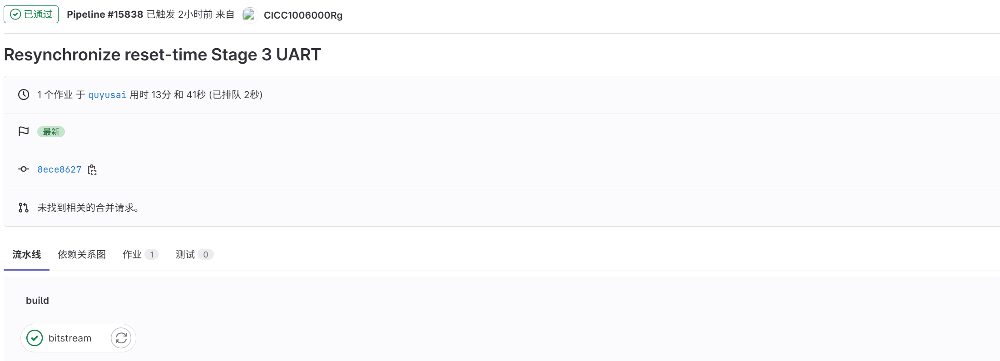 已通过 Pipeline #15838 已触发 2小时前 来自 CICC1006000Rg
Resynchronize reset-time Stage 3 UART
1 个作业 于 quyusai 用时 13分 和 41秒 (已排队 2秒)
最新
8ece8627
未找到相关的合并请求。
流水线 依赖关系图 作业 1 测试 0
build
bitstream